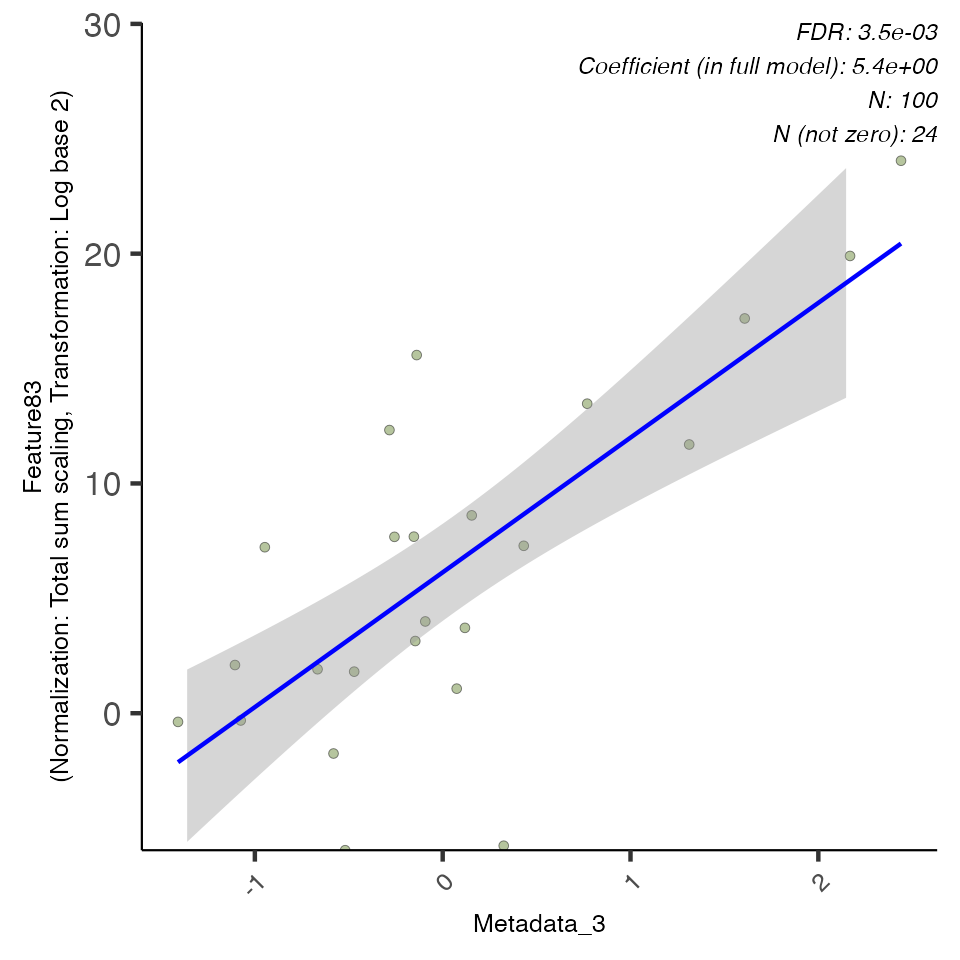 FDR: 3.5e-03
Coefficient (in full model): 5.4e+00
N: 100
N (not zero): 24
30
20
10
0
Feature83
(Normalization: Total sum scaling, Transformation: Log base 2)
-1
0
1
2
Metadata_3